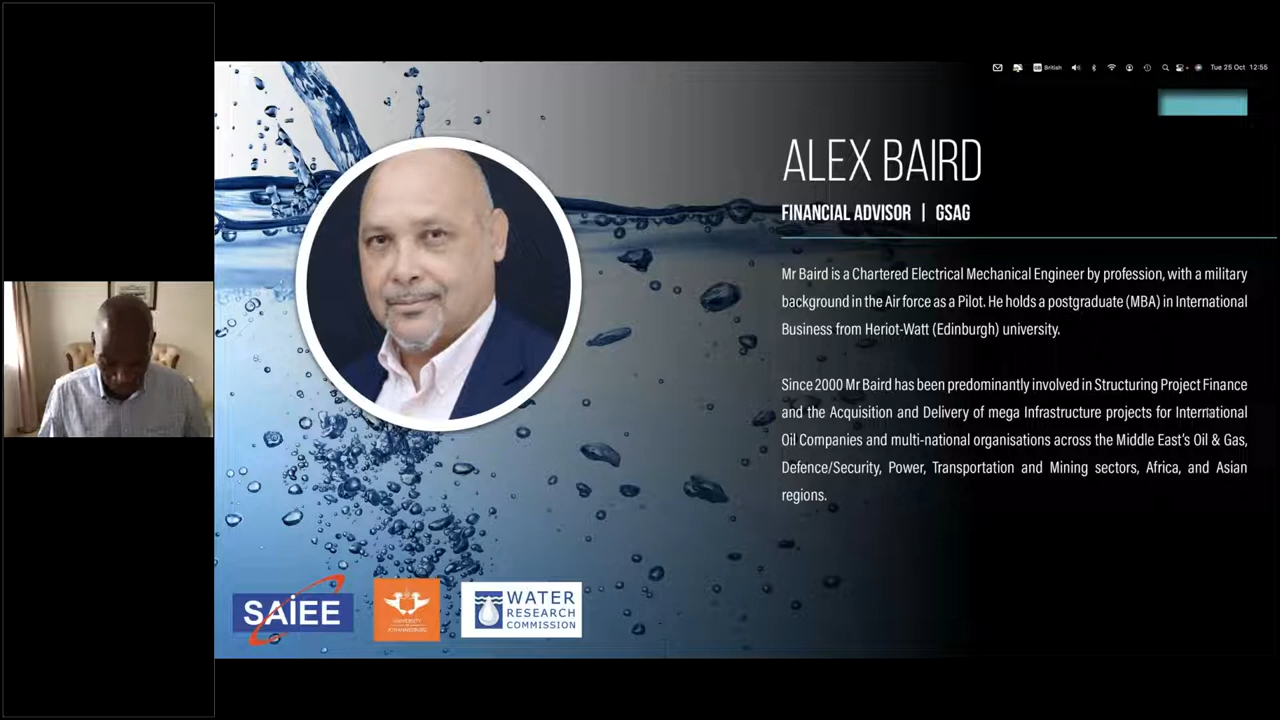 British
Tue 25 Oct 12:55
ALEX BAIRD
FINANCIAL ADVISOR | GSAG
Mr Baird is a Chartered Electrical Mechanical Engineer by profession, with a military
background in the Air force as a Pilot. He holds a postgraduate (MBA) in International
Business from Heriot-Watt (Edinburgh) university.
Since 2000 Mr Baird has been predominantly involved in Structuring Project Finance
and the Acquisition and Delivery of mega Infrastructure projects for International
Oil Companies and multi-national organisations across the Middle East's Oil & Gas,
Defence/Security, Power, Transportation and Mining sectors, Africa, and Asian
regions.
SAIEE
UNIVERSITY
OF
JOHANNESBURG
WATER
RESEARCH
COMMISSION